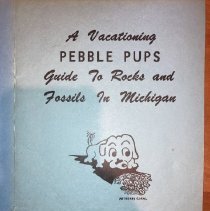 A Vacationing
PEBBLE PUPS
Guide To Rocks and
Fossils In Michigan